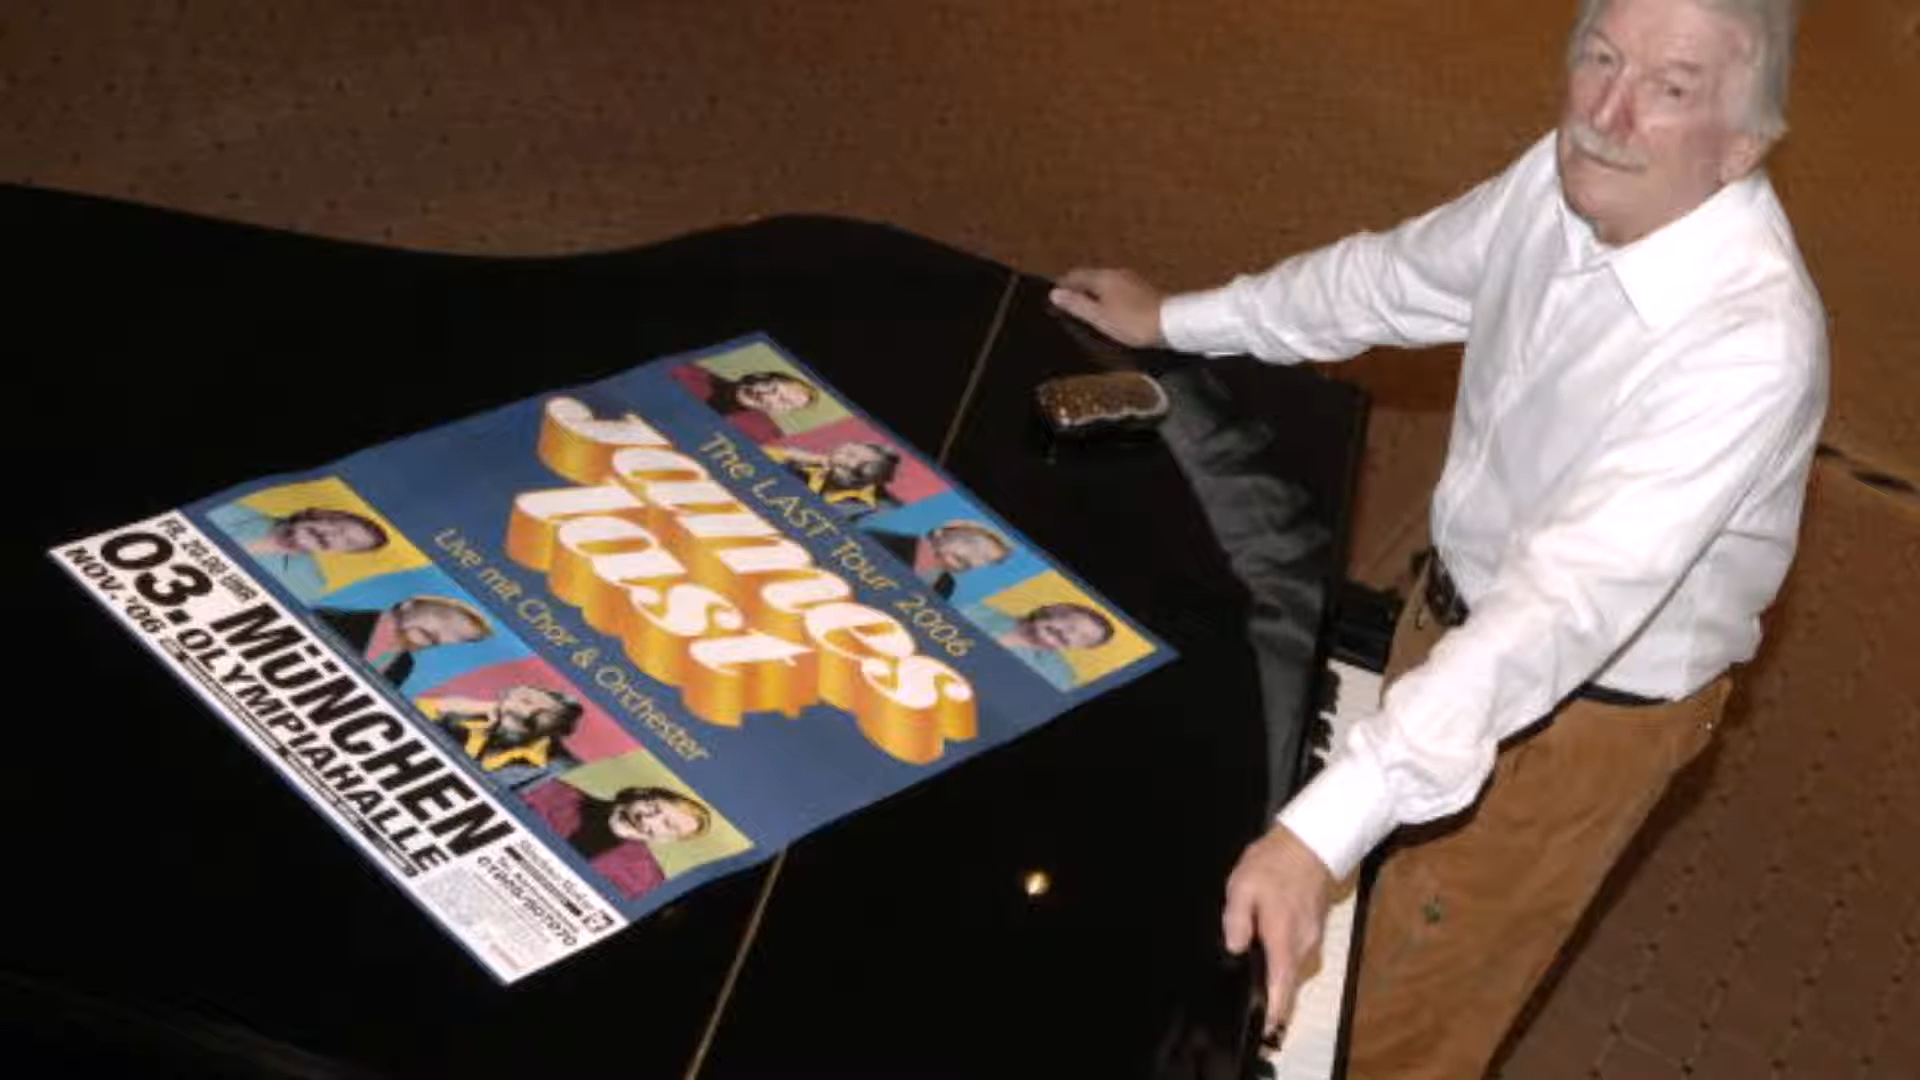 James
last
The LAST Tour 2006
Live mit Chor & Orchester
FR. 20.00 UHR
03. MÜNCHEN
NOV. '06 OLYMPIAHALLE